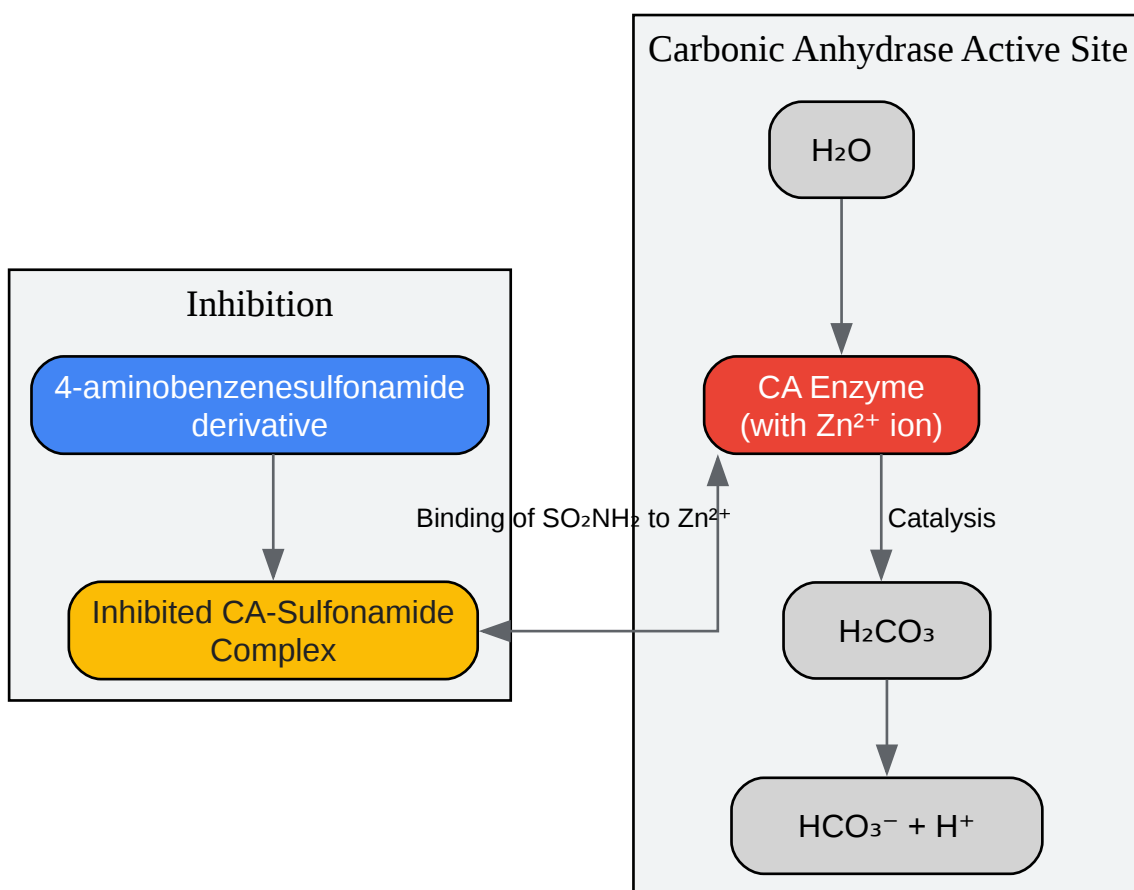 Carbonic Anhydrase Active Site
H₂O
Inhibition
4-aminobenzenesulfonamide
derivative
CA Enzyme
(with Zn²⁺ ion)
Binding of SO₂NH₂ to Zn²⁺
Catalysis
Inhibited CA-Sulfonamide
Complex
H₂CO₃
HCO₃⁻ + H⁺